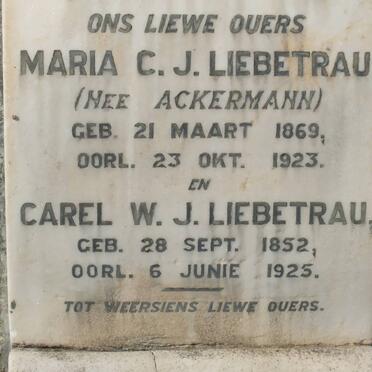 ONS LIEWE OUERS
MARIA C. J. LIEBETRAU
(NEE ACKERMANN)
GEB. 21 MAART 1869,
OORL. 23 OKT. 1923.
EN
CAREL W. J. LIEBETRAU.
GEB. 28 SEPT. 1852,
OORL. 6 JUNIE 1925.
TOT WEERSIENS LIEWE OUERS.